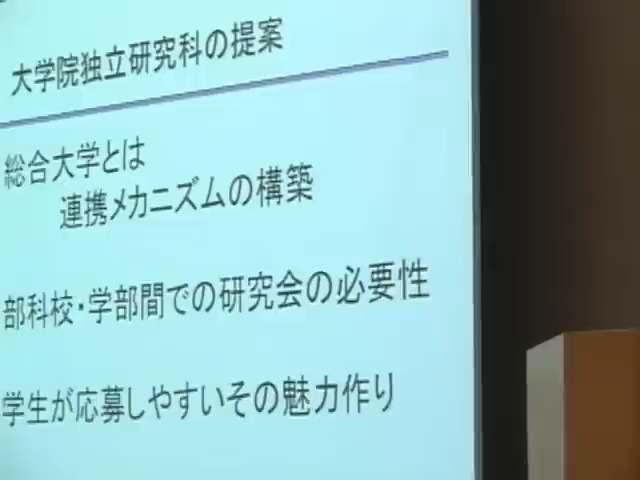 大学院独立研究科の提案
総合大学とは
連携メカニズムの構築
部科校・学部間での研究会の必要性
学生が応募しやすいその魅力作り